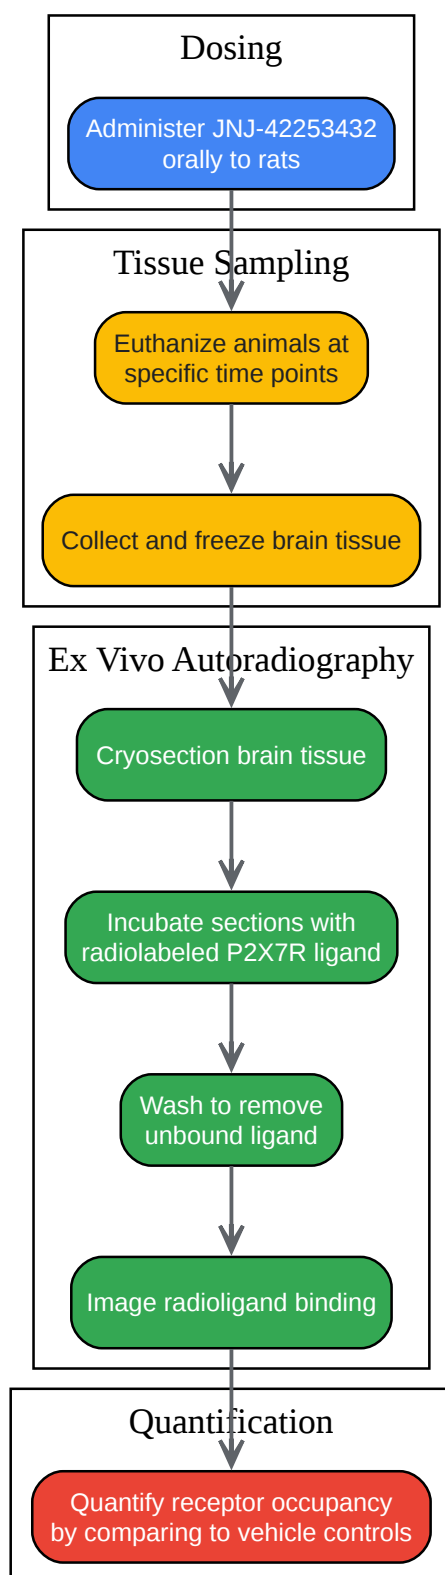 Dosing
Administer JNJ-42253432
orally to rats
Tissue Sampling
Euthanize animals at
specific time points
Collect and freeze brain tissue
Ex Vivo Autoradiography
Cryosection brain tissue
Incubate sections with
radiolabeled P2X7R ligand
Wash to remove
unbound ligand
Image radioligand binding
Quantification
Quantify receptor occupancy
by comparing to vehicle controls